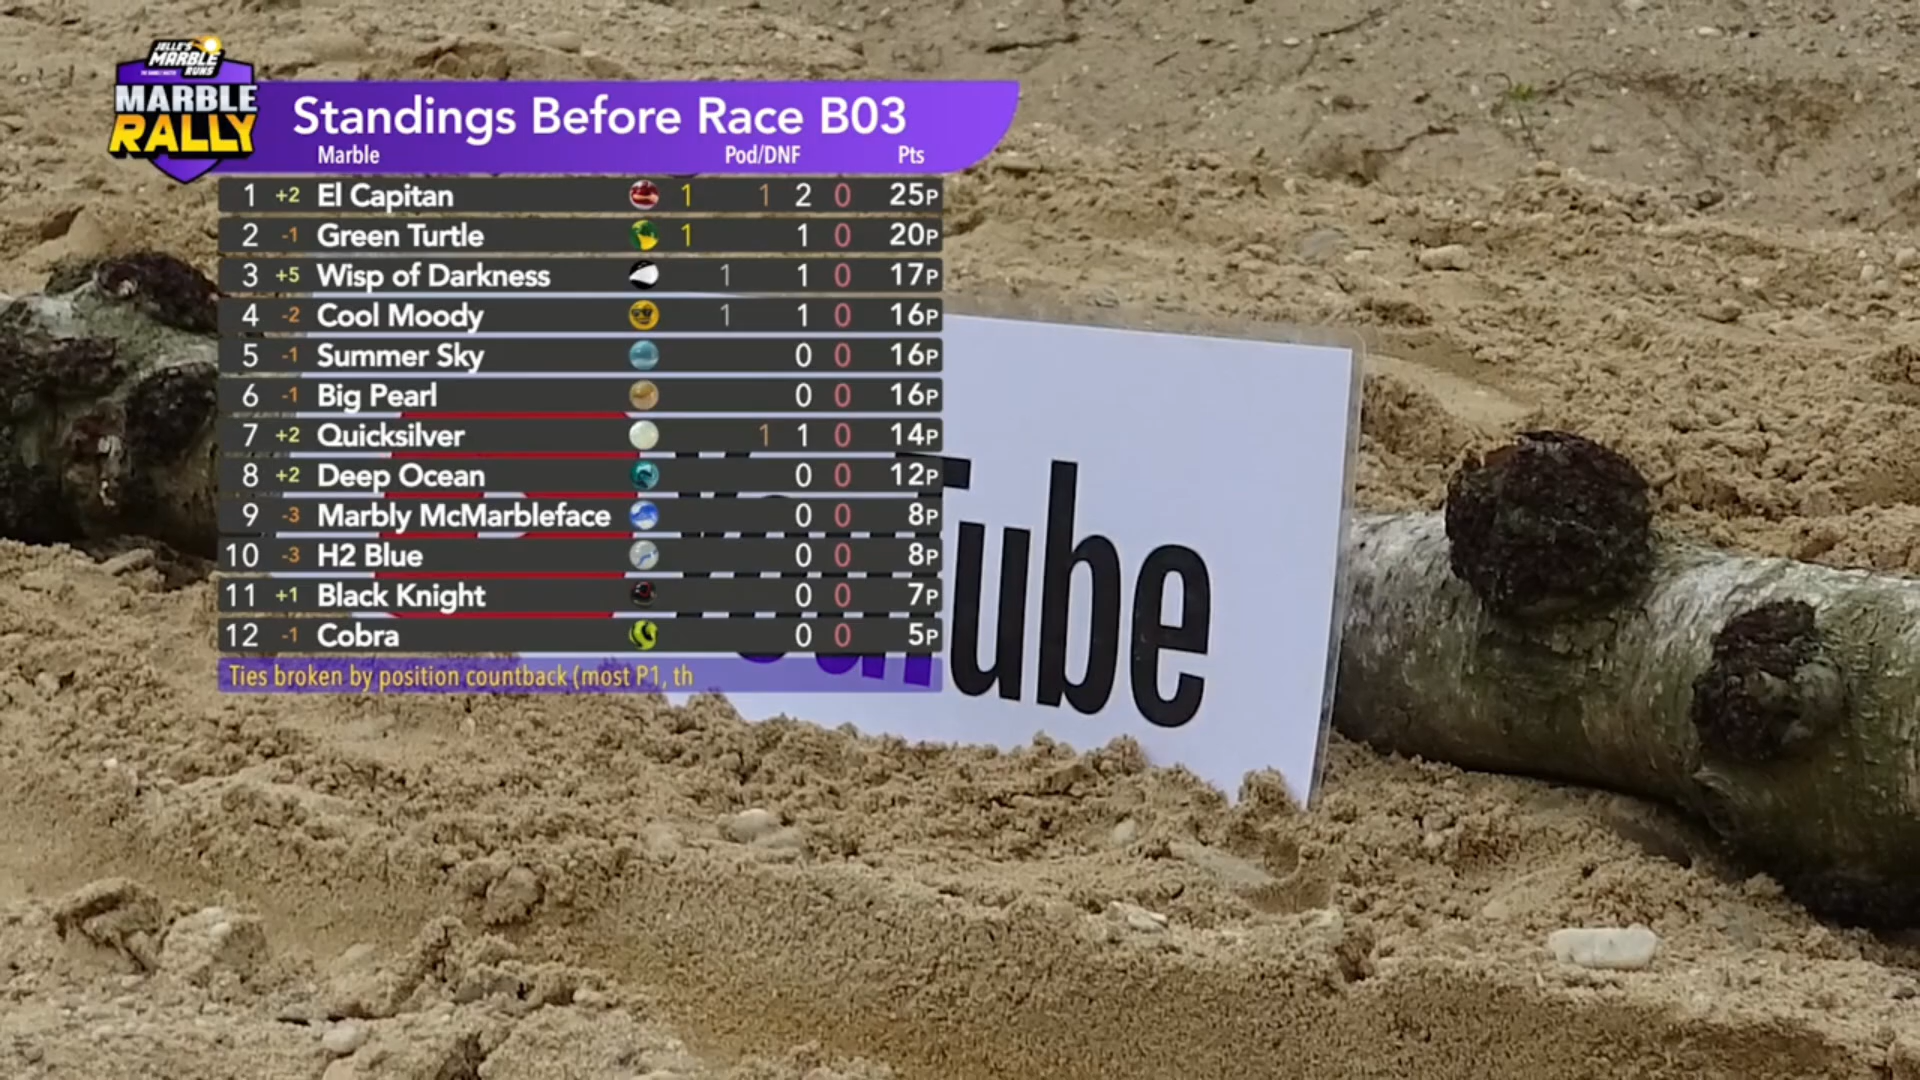 JELLE'S
MARBLE
RUNS
MARBLE
RALLY
Standings Before Race B03
Marble Pod/DNF Pts
1 +2 El Capitan 1 1 2 0 25P
2 -1 Green Turtle 1 1 0 20P
3 +5 Wisp of Darkness 1 1 0 17P
4 -2 Cool Moody 1 1 0 16P
5 -1 Summer Sky 0 0 16P
6 -1 Big Pearl 0 0 16P
7 +2 Quicksilver 1 1 0 14P
8 +2 Deep Ocean 0 0 12P
9 -3 Marbly McMarbleface 0 0 8P
10 -3 H2 Blue 0 0 8P
11 +1 Black Knight 0 0 7P
12 -1 Cobra 0 0 5P
Ties broken by position countback (most P1, th
YouTube